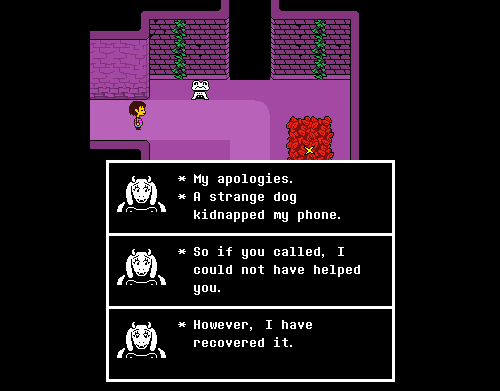 * My apologies.
* A strange dog
kidnapped my phone.
* So if you called, I
could not have helped
you.
* However, I have
recovered it.